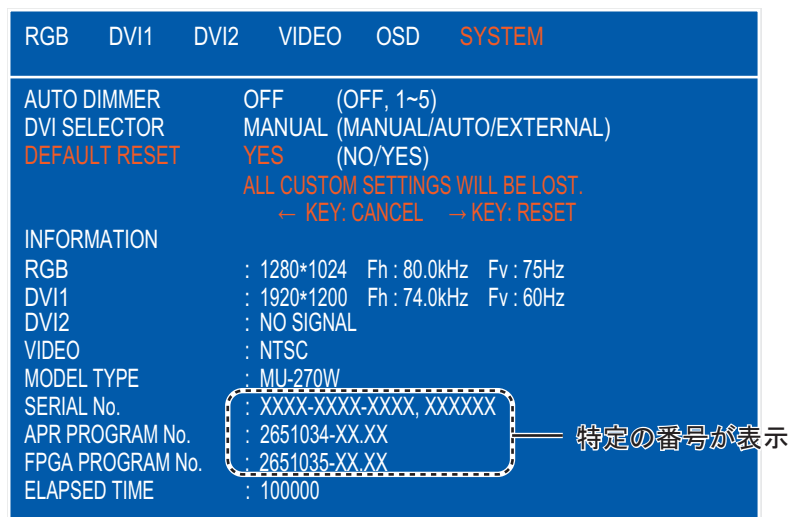 RGB DVI1 DVI2 VIDEO OSD SYSTEM
AUTO DIMMER OFF (OFF, 1~5)
DVI SELECTOR MANUAL (MANUAL/AUTO/EXTERNAL)
DEFAULT RESET YES (NO/YES)
ALL CUSTOM SETTINGS WILL BE LOST.
← KEY: CANCEL → KEY: RESET
INFORMATION
RGB : 1280*1024 Fh : 80.0kHz Fv : 75Hz
DVI1 : 1920*1200 Fh : 74.0kHz Fv : 60Hz
DVI2 : NO SIGNAL
VIDEO : NTSC
MODEL TYPE : MU-270W
SERIAL No. : XXXX-XXXX-XXXX, XXXXXX
APR PROGRAM No. : 2651034-XX.XX 特定の番号が表示
FPGA PROGRAM No. : 2651035-XX.XX
ELAPSED TIME : 100000